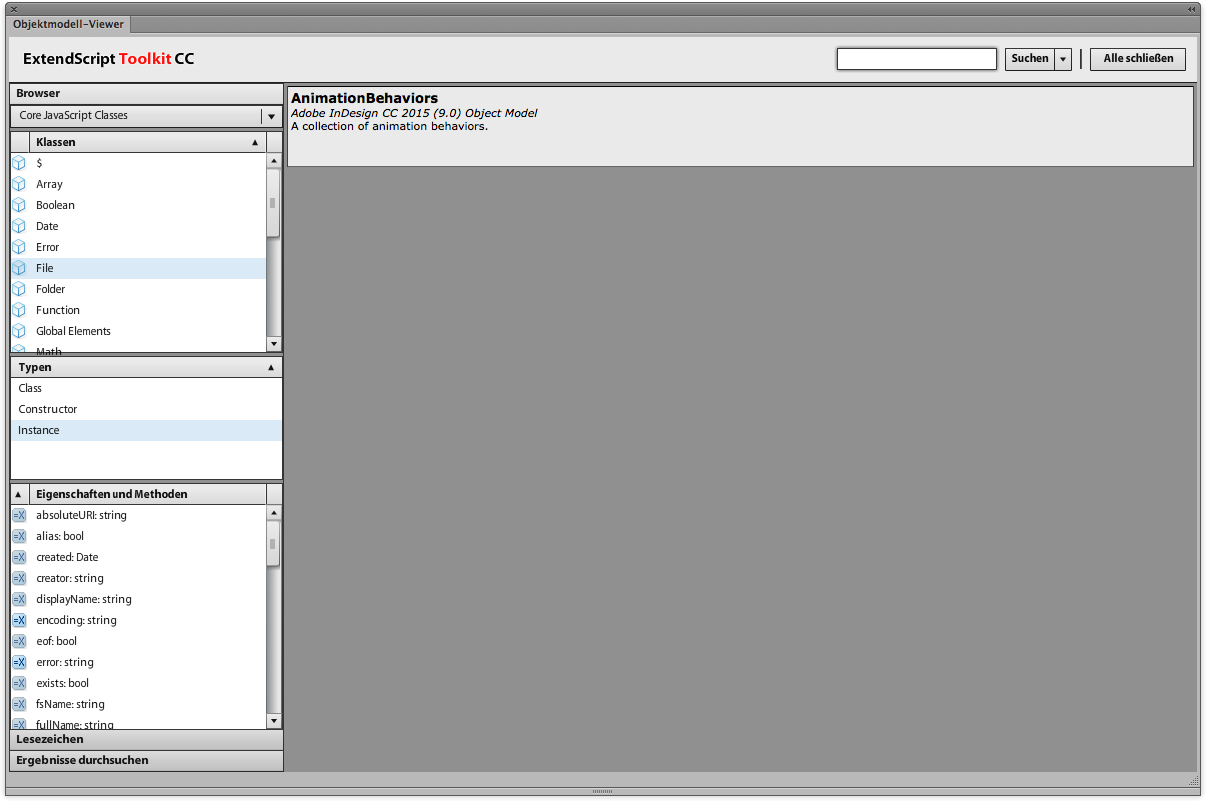 Objektmodell-Viewer
ExtendScript Toolkit CC
Suchen
Alle schließen
Browser
Core JavaScript Classes
Klassen
$
Array
Boolean
Date
Error
File
Folder
Function
Global Elements
Math
Typen
Class
Constructor
Instance
Eigenschaften und Methoden
absoluteURI: string
alias: bool
created: Date
creator: string
displayName: string
encoding: string
eof: bool
error: string
exists: bool
fsName: string
fullName: string
Lesezeichen
Ergebnisse durchsuchen
AnimationBehaviors
Adobe InDesign CC 2015 (9.0) Object Model
A collection of animation behaviors.